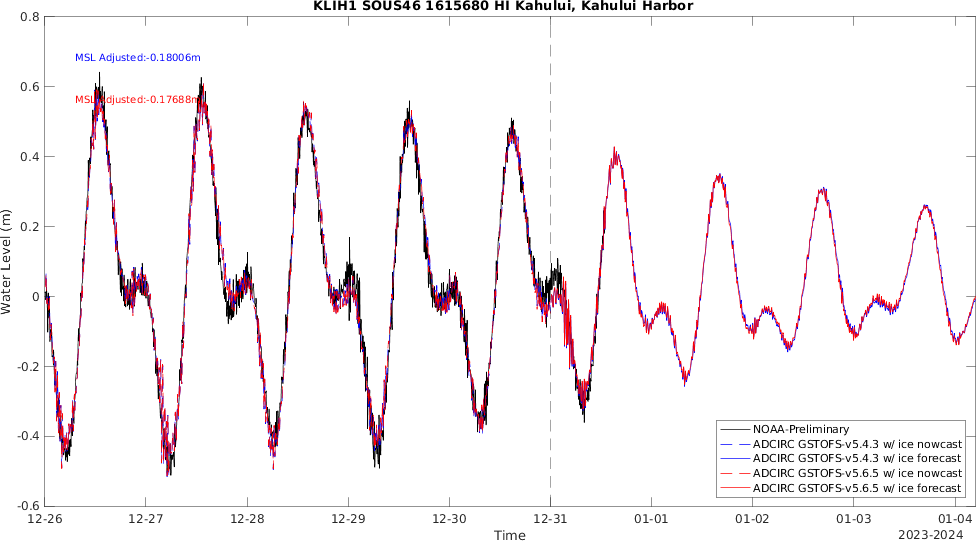 KLIH1 SOUS46 1615680 HI Kahului, Kahului Harbor
0.8
0.6
0.4
0.2
0
-0.2
-0.4
-0.6
Water Level (m)
MSL Adjusted:-0.18006m
MSL Adjusted:-0.17688m
NOAA-Preliminary
ADCIRC GSTOFS-v5.4.3 w/ ice nowcast
ADCIRC GSTOFS-v5.4.3 w/ ice forecast
ADCIRC GSTOFS-v5.6.5 w/ ice nowcast
ADCIRC GSTOFS-v5.6.5 w/ ice forecast
12-26 12-27 12-28 12-29 12-30 12-31 01-01 01-02 01-03 01-04
Time
2023-2024